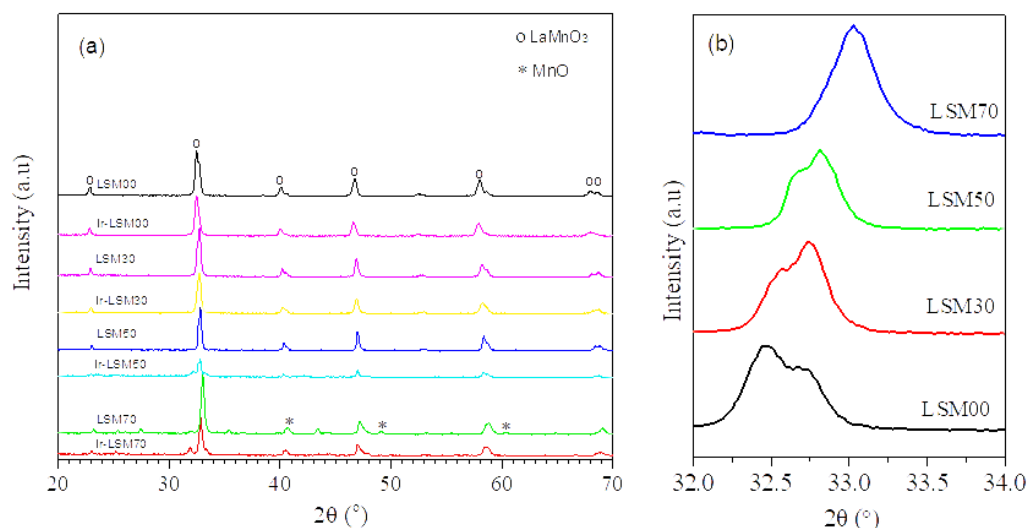 (a)
o LaMnO₃
* MnO
o
o
o
o
o
oo
LSM00
Ir-LSM00
LSM30
Ir-LSM30
LSM50
Ir-LSM50
LSM70
* * *
Ir-LSM70
Intensity (a.u)
20 30 40 50 60 70
2θ (°)
(b)
LSM70
LSM50
LSM30
LSM00
Intensity (a.u)
32.0 32.5 33.0 33.5 34.0
2θ (°)